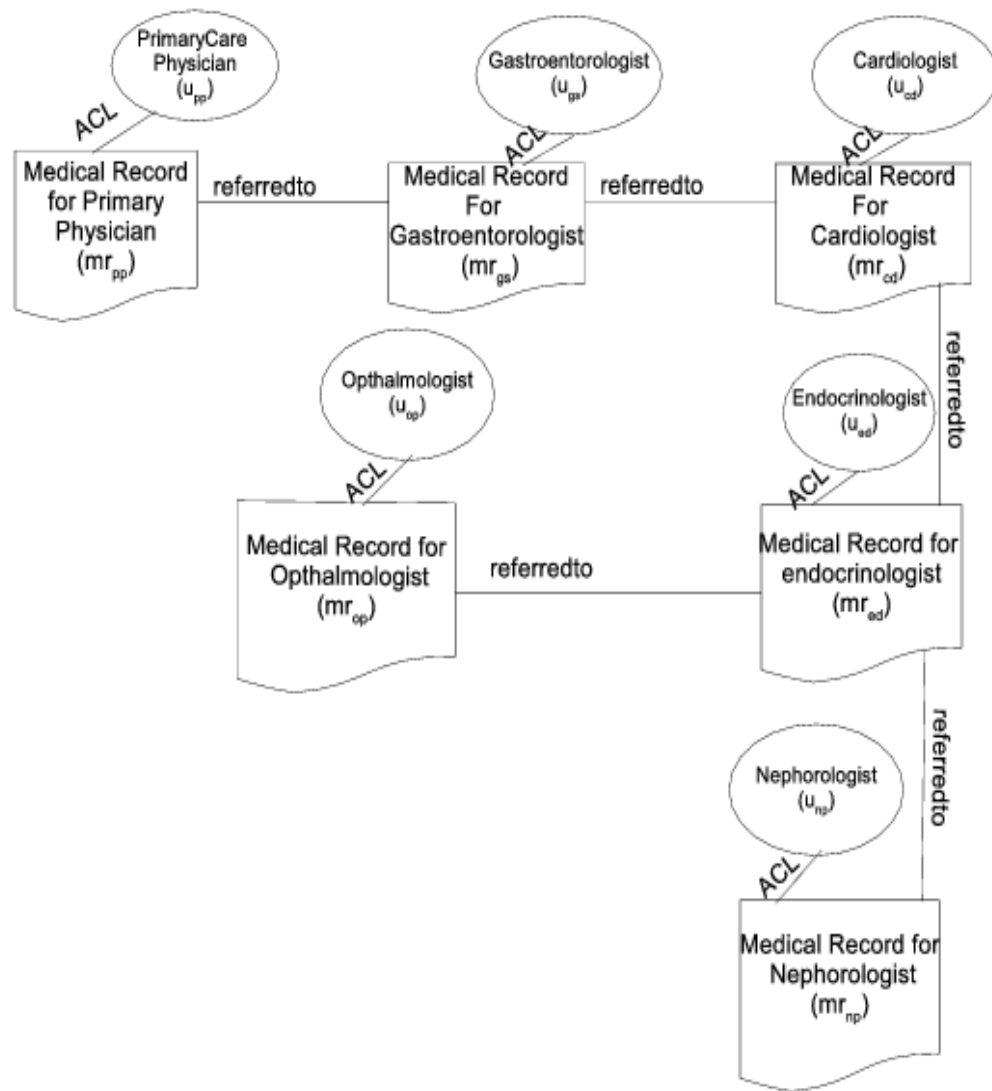 PrimaryCare
Physician
(u_pp)
ACL
Medical Record
for Primary
Physician
(mr_pp)
referredto
Gastroentorologist
(u_gs)
ACL
Medical Record
For
Gastroentorologist
(mr_gs)
referredto
Cardiologist
(u_cd)
ACL
Medical Record
For
Cardiologist
(mr_cd)
referredto
Opthalmologist
(u_op)
ACL
Medical Record for
Opthalmologist
(mr_op)
referredto
Endocrinologist
(u_ed)
ACL
Medical Record for
endocrinologist
(mr_ed)
referredto
Nephorologist
(u_np)
ACL
Medical Record for
Nephorologist
(mr_np)